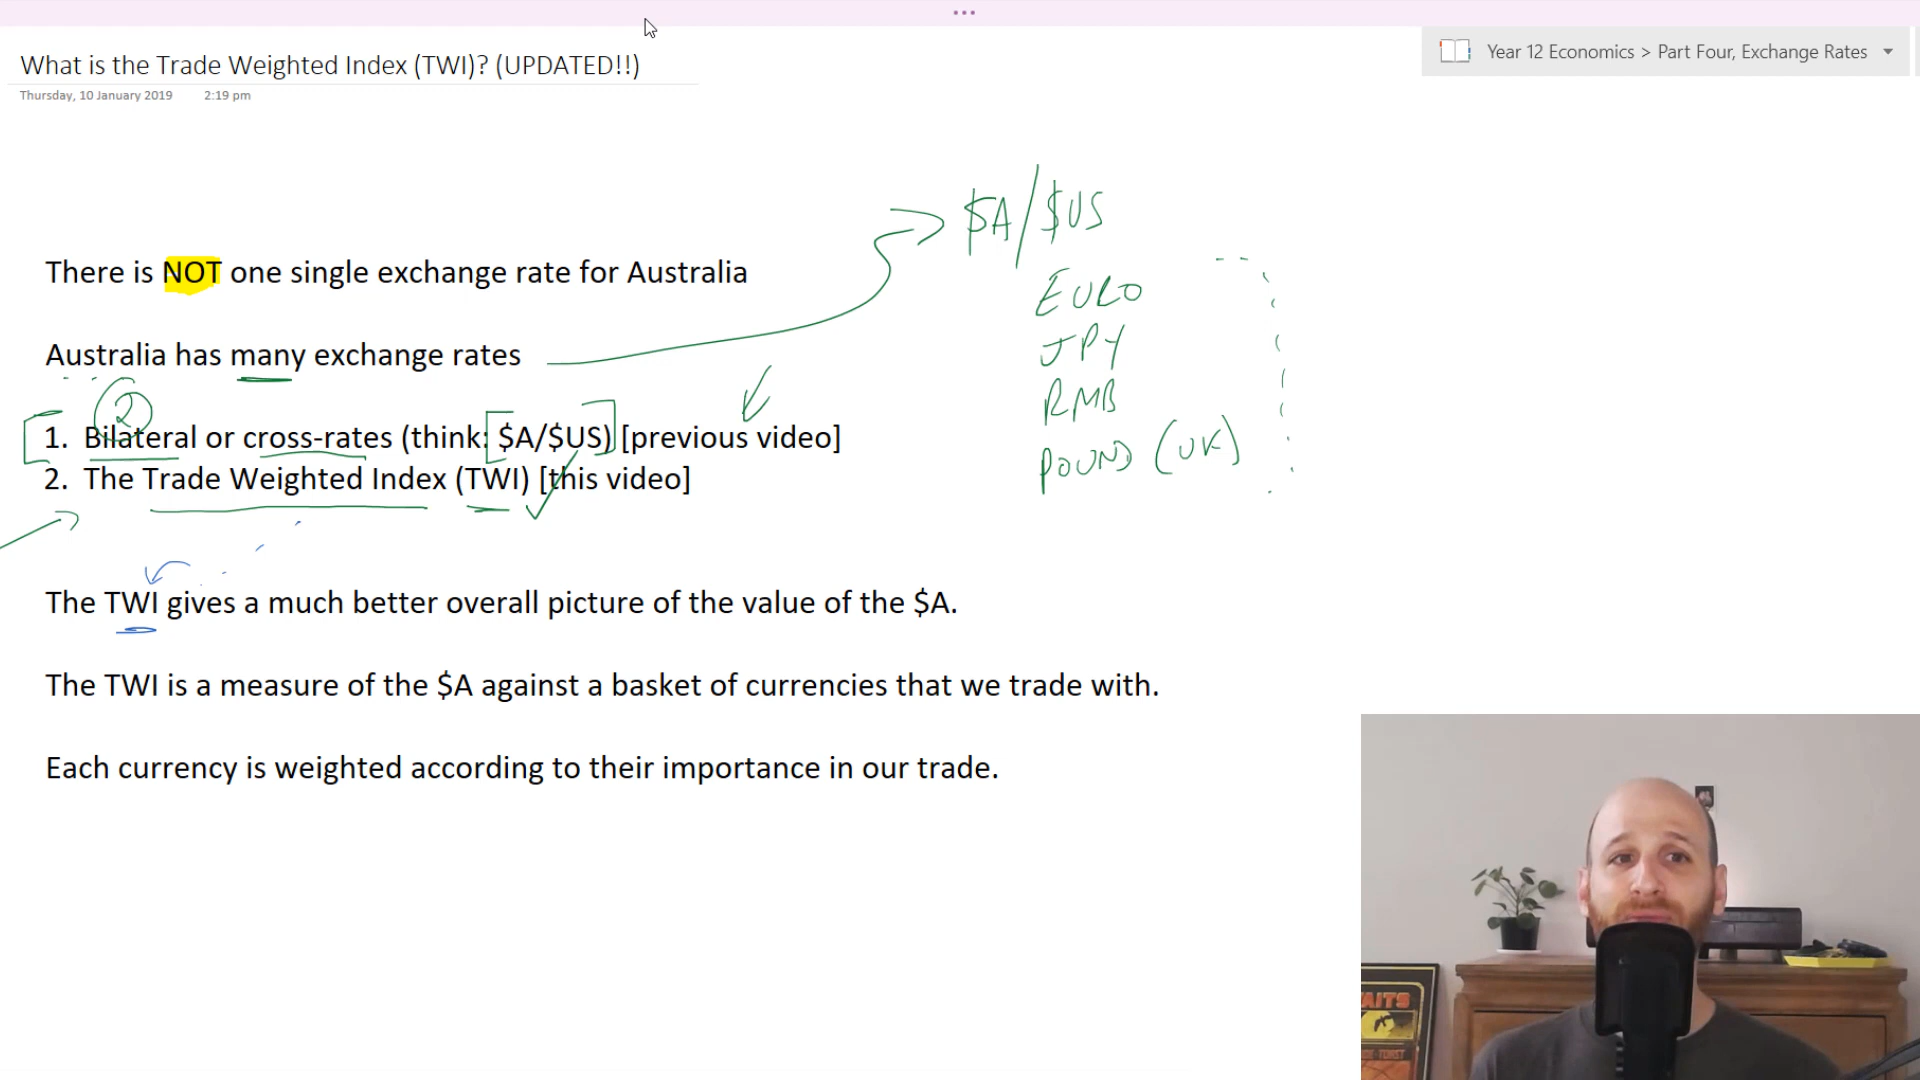 What is the Trade Weighted Index (TWI)? (UPDATED!!)
Thursday, 10 January 2019 2:19 pm
Year 12 Economics > Part Four, Exchange Rates
$A/$US
There is NOT one single exchange rate for Australia
EURO
JPY
Australia has many exchange rates
RMB
2
1. Bilateral or cross-rates (think: $A/$US) [previous video]
POUND (UK)
2. The Trade Weighted Index (TWI) [this video]
The TWI gives a much better overall picture of the value of the $A.
The TWI is a measure of the $A against a basket of currencies that we trade with.
Each currency is weighted according to their importance in our trade.